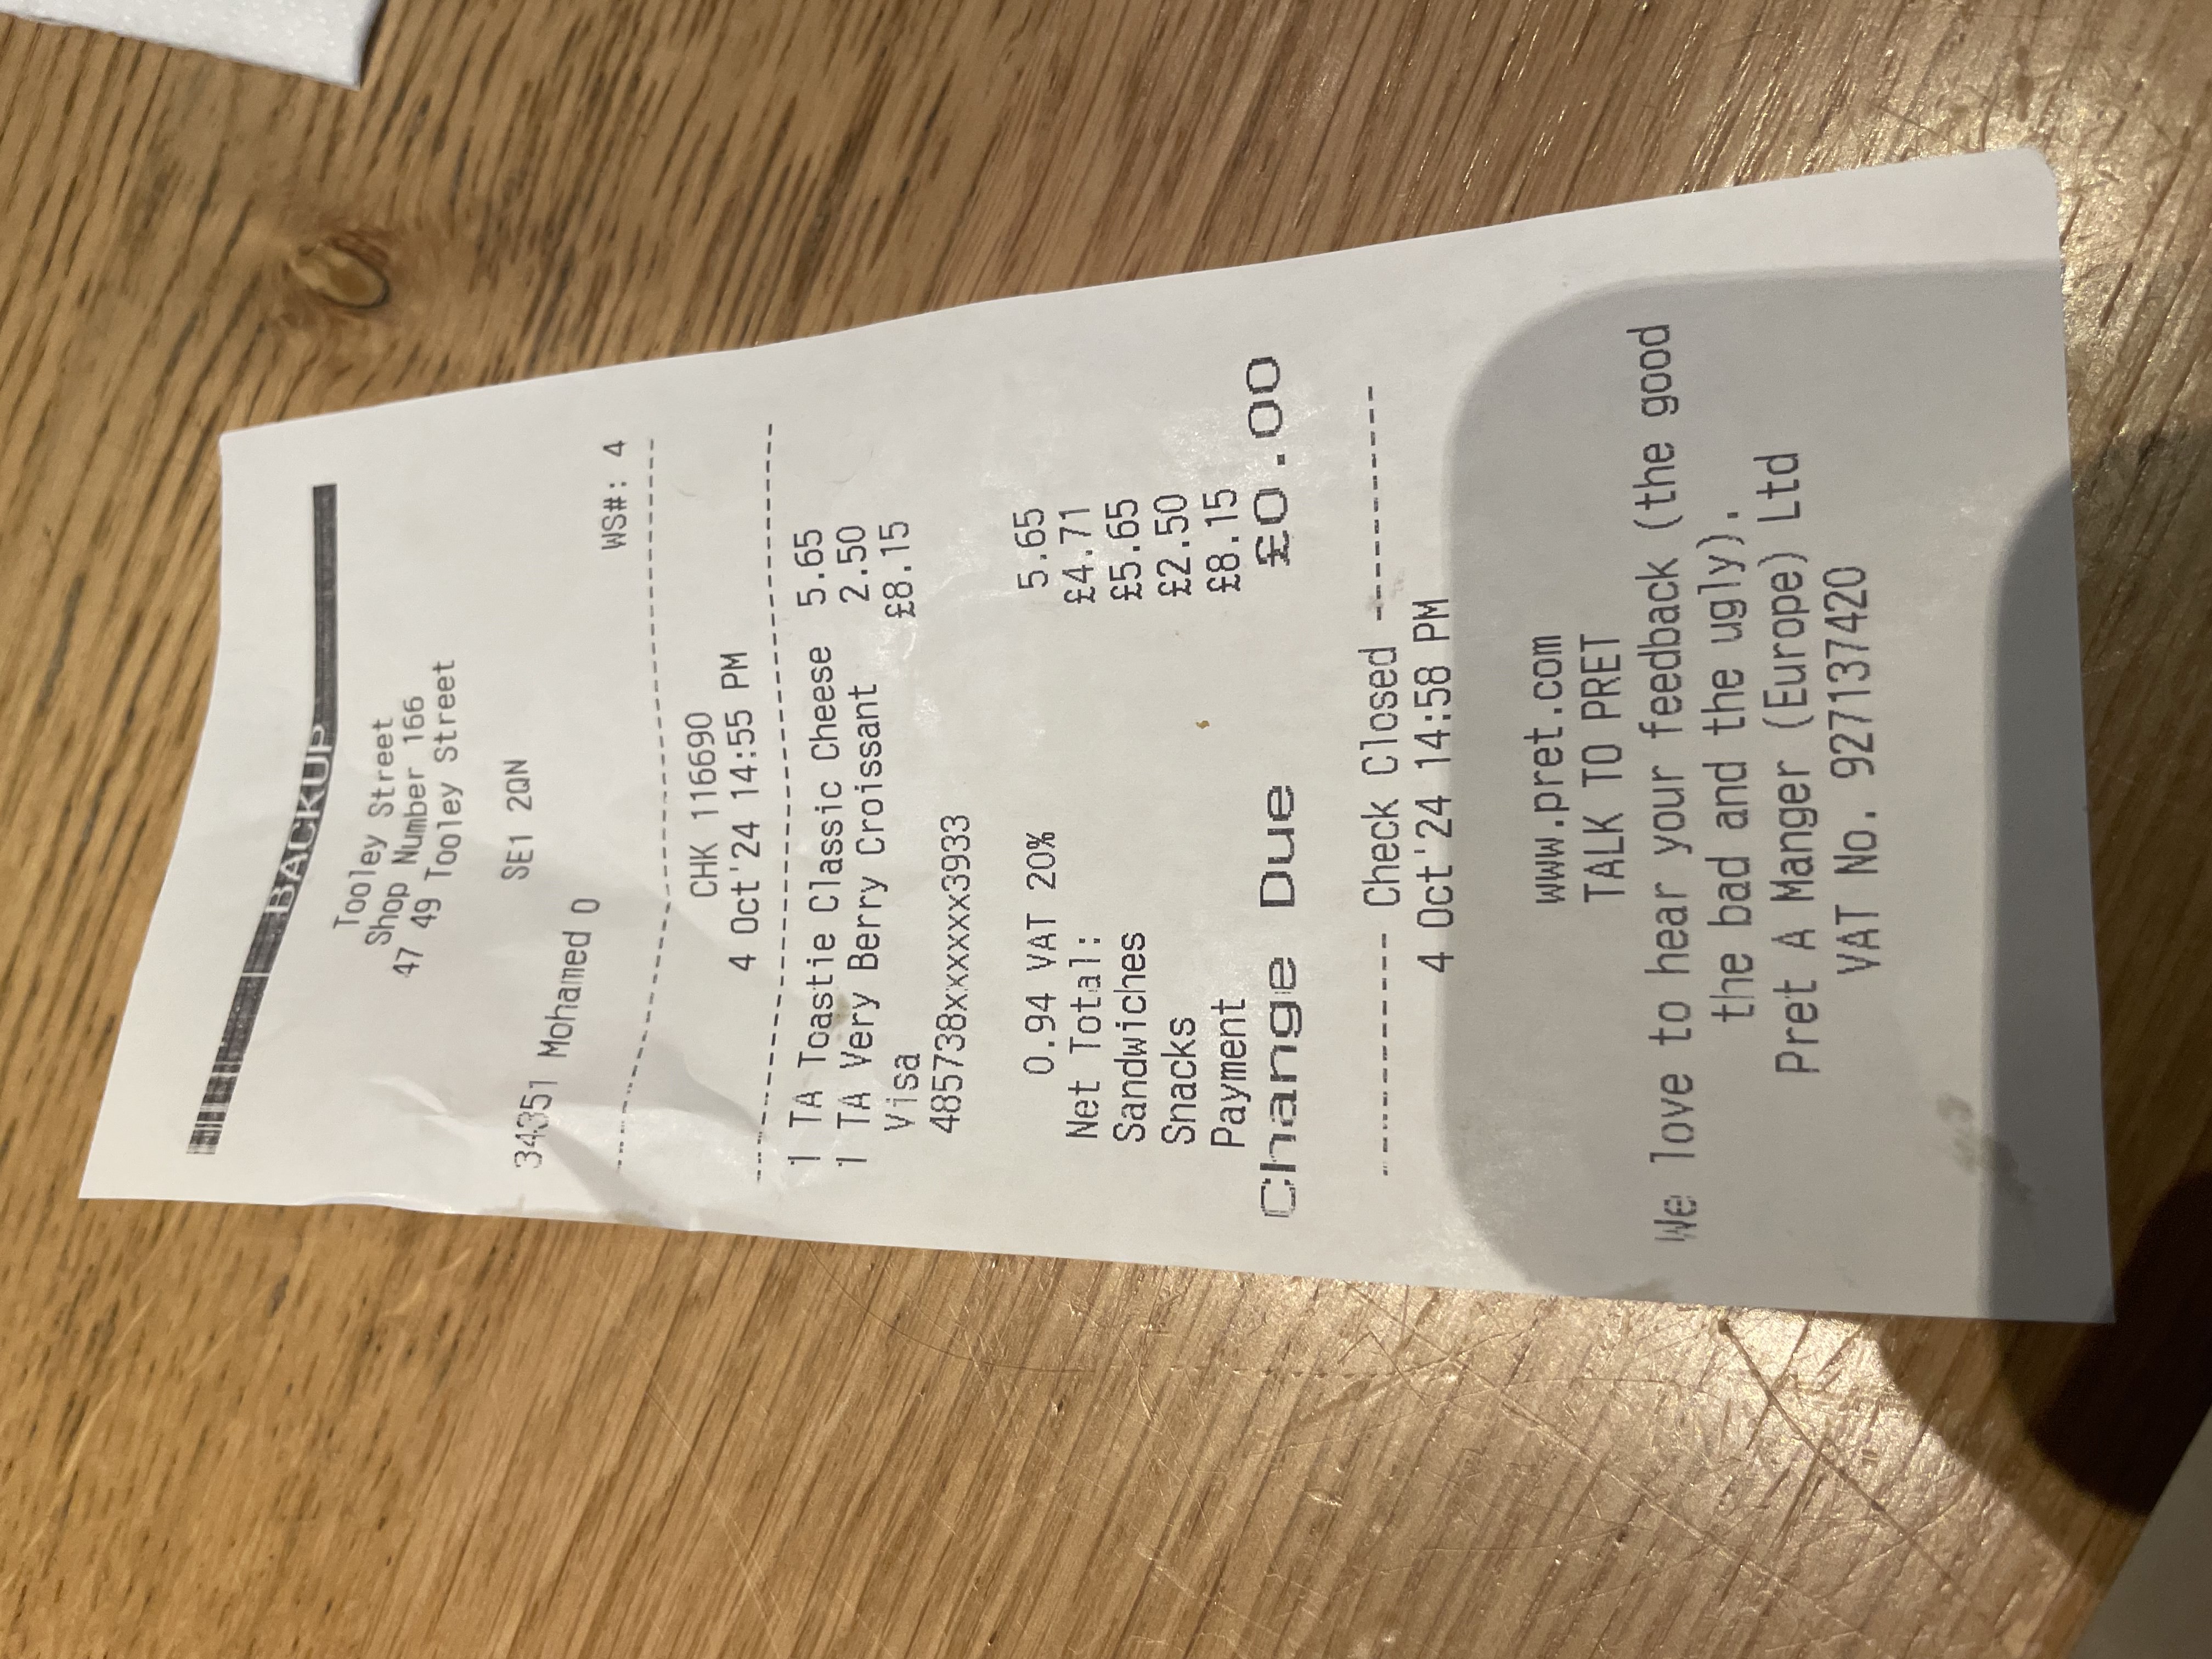 BACKUP
Tooley Street
Shop Number 166
47 49 Tooley Street
SE1 2QN
34351 Mohamed O
WS#: 4
CHK 116690
4 Oct'24 14:55 PM
1 TA Toastie Classic Cheese 5.65
1 TA Very Berry Croissant 2.50
Visa £8.15
485738xxxxxx3933
0.94 VAT 20% 5.65
Net Total: £4.71
Sandwiches £5.65
Snacks £2.50
Payment £8.15
Change Due £0.00
----------- Check Closed -----------
4 Oct'24 14:58 PM
www.pret.com
TALK TO PRET
We love to hear your feedback (the good
the bad and the ugly).
Pret A Manger (Europe) Ltd
VAT No. 927137420